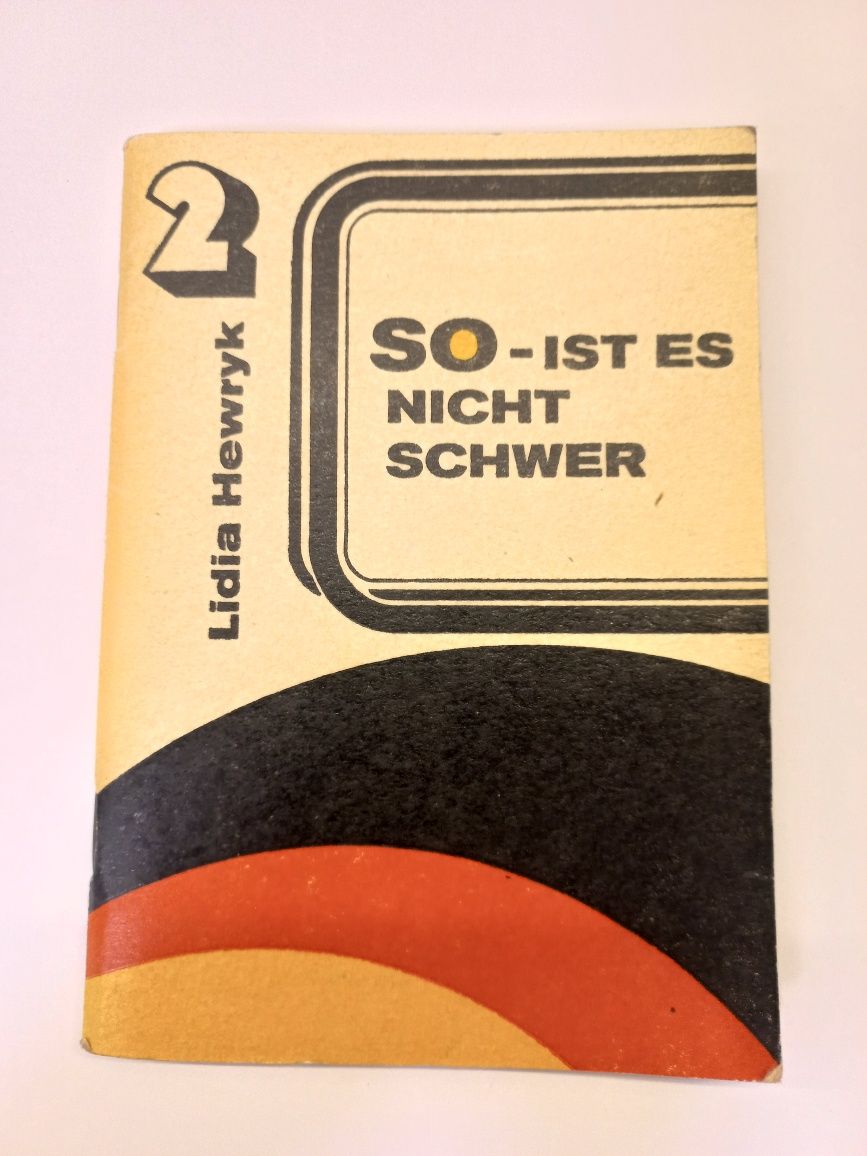 2
Lidia Hewryk
SO - IST ES
NICHT
SCHWER